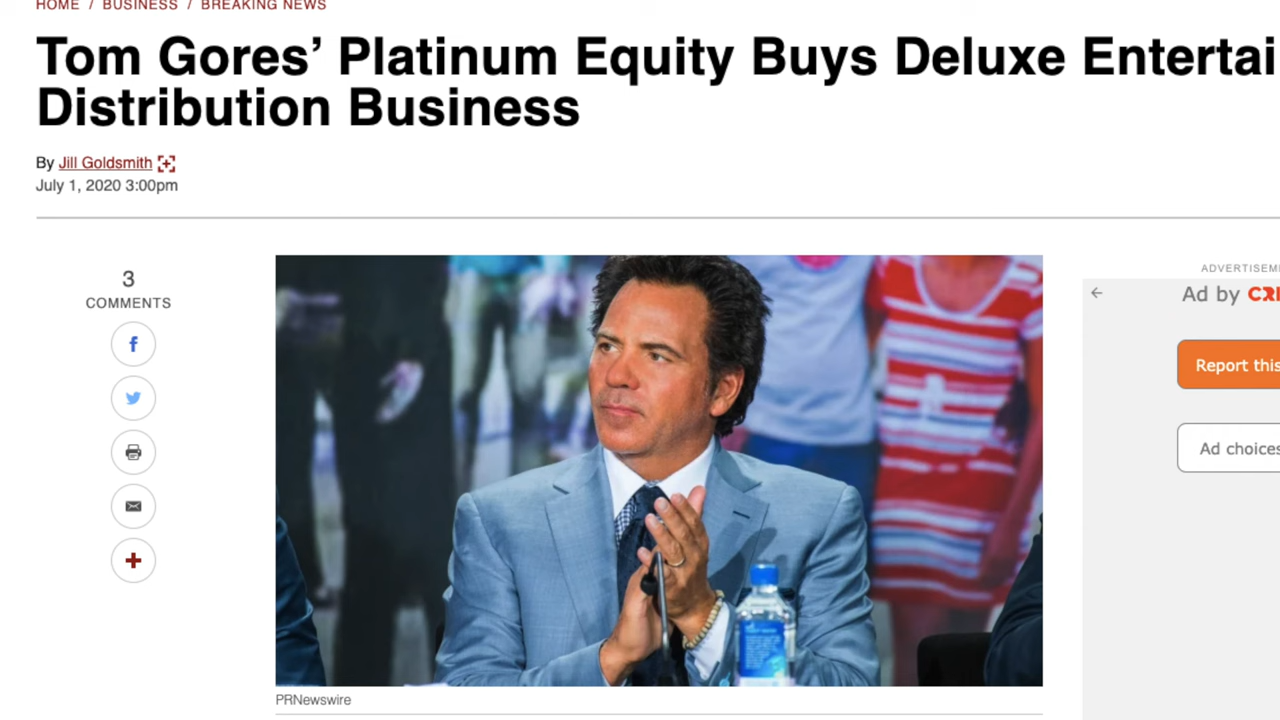 HOME / BUSINESS / BREAKING NEWS
Tom Gores’ Platinum Equity Buys Deluxe Entertai
Distribution Business
By Jill Goldsmith
July 1, 2020 3:00pm
3
COMMENTS
ADVERTISEM
Ad by CRI
Report this
Ad choices
PRNewswire